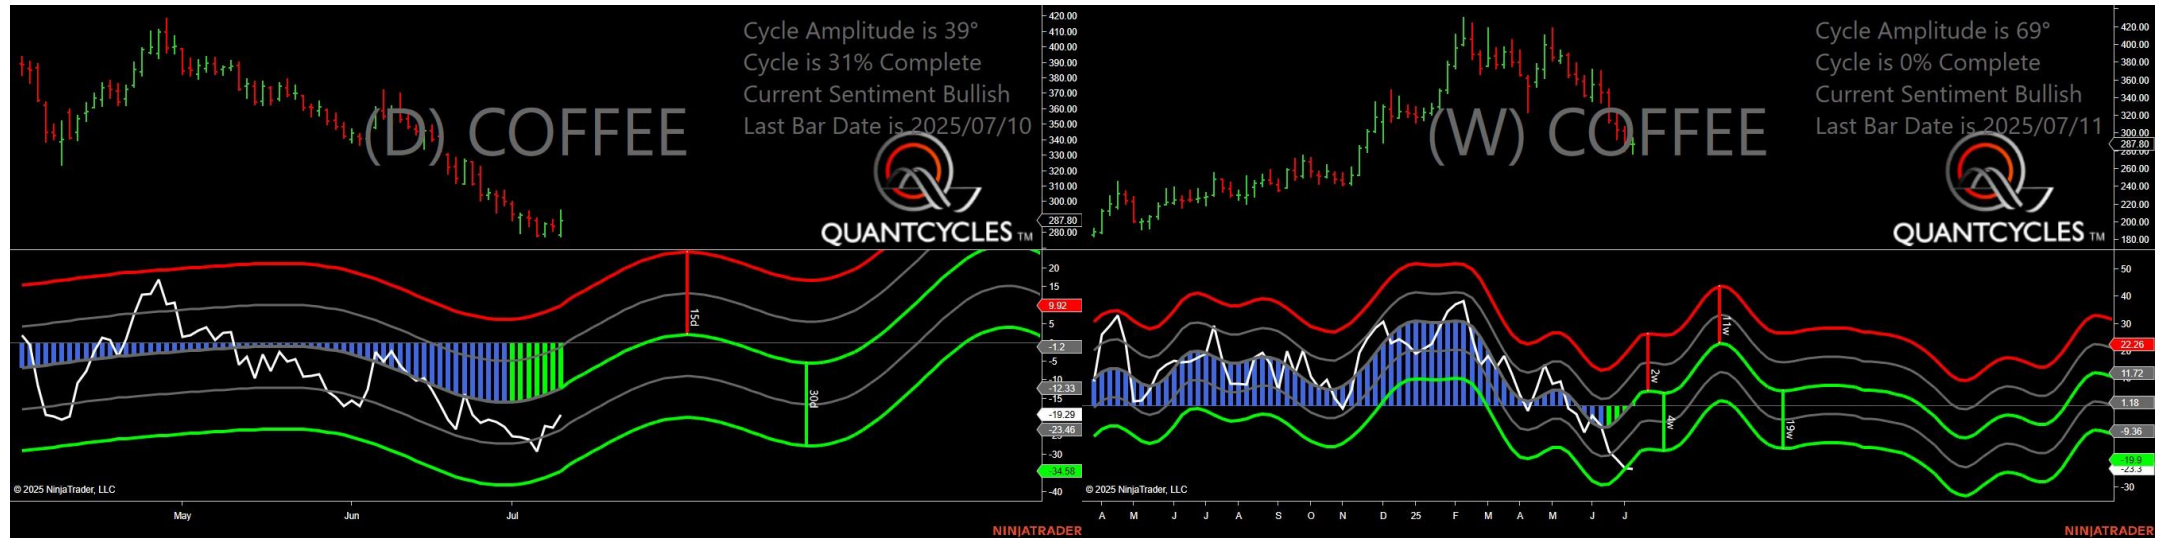 Cycle Amplitude is 39°
Cycle is 31% Complete
Current Sentiment Bullish
Last Bar Date is 2025/07/10
(D) COFFEE
QUANTCYCLES TM
420.00
410.00
400.00
390.00
380.00
370.00
360.00
350.00
340.00
330.00
320.00
310.00
300.00
287.80
280.00
20
15
9.92
5
-1.2
-5
-12.33
-15
-19.29
-23.46
-30
-34.58
-40
15d
30d
© 2025 NinjaTrader, LLC
May Jun Jul
NINJATRADER
Cycle Amplitude is 69°
Cycle is 0% Complete
Current Sentiment Bullish
Last Bar Date is 2025/07/11
(W) COFFEE
QUANTCYCLES TM
420.00
400.00
380.00
360.00
340.00
320.00
300.00
287.80
260.00
240.00
220.00
200.00
180.00
50
40
30
22.26
11.72
1.18
-9.36
-19.9
-23.3
-30
2w
4w
11w
19w
© 2025 NinjaTrader, LLC
A M J J A S O N D 25 F M A M J J
NINJATRADER